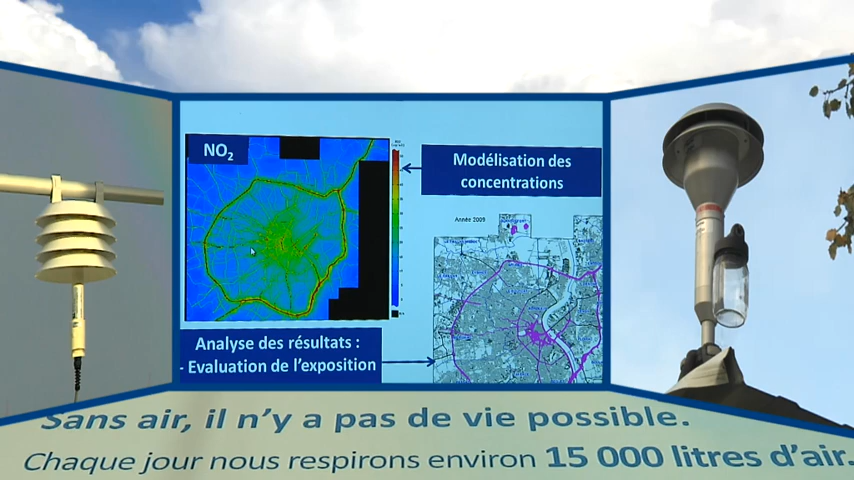 NO₂
Modélisation des
concentrations
Année 2009
Analyse des résultats :
- Evaluation de l'exposition
Sans air, il n'y a pas de vie possible.
Chaque jour nous respirons environ 15 000 litres d'air.